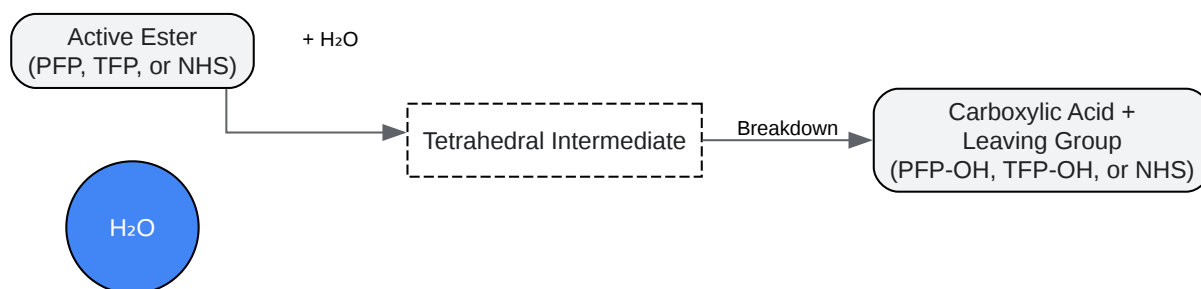 Active Ester
(PFP, TFP, or NHS)
+ H₂O
Tetrahedral Intermediate
Breakdown
Carboxylic Acid +
Leaving Group
(PFP-OH, TFP-OH, or NHS)
H₂O